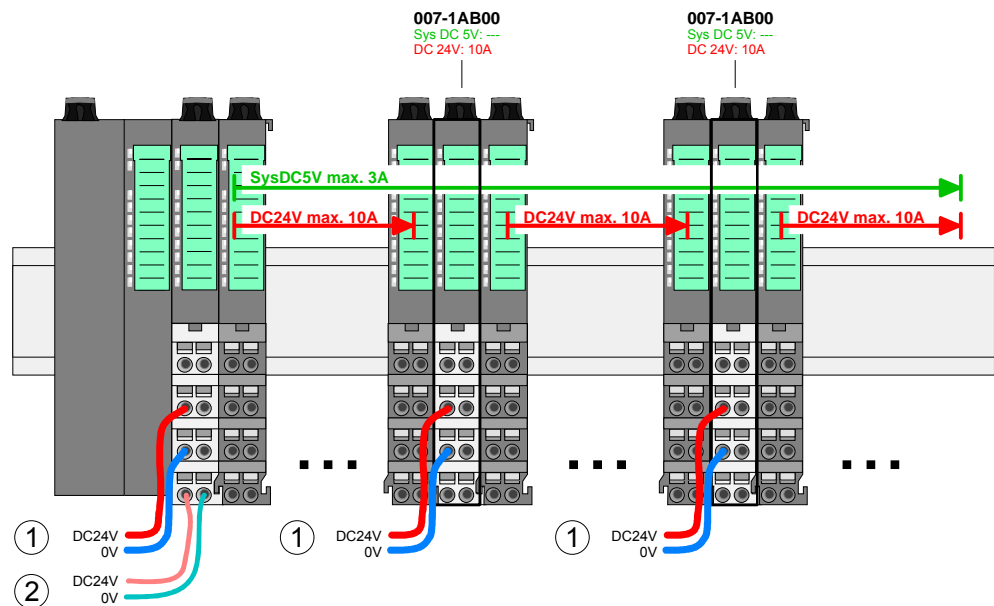 007-1AB00
Sys DC 5V: ---
DC 24V: 10A
007-1AB00
Sys DC 5V: ---
DC 24V: 10A
SysDC5V max. 3A
DC24V max. 10A
DC24V max. 10A
DC24V max. 10A
1 DC24V
0V
1 DC24V
0V
1 DC24V
0V
2 DC24V
0V